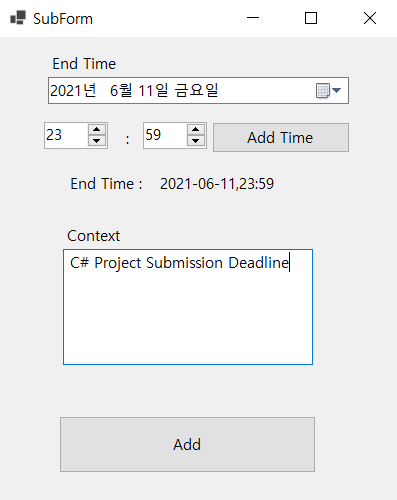 SubForm
End Time
2021년 6월 11일 금요일
23 : 59 Add Time
End Time : 2021-06-11,23:59
Context
C# Project Submission Deadline
Add